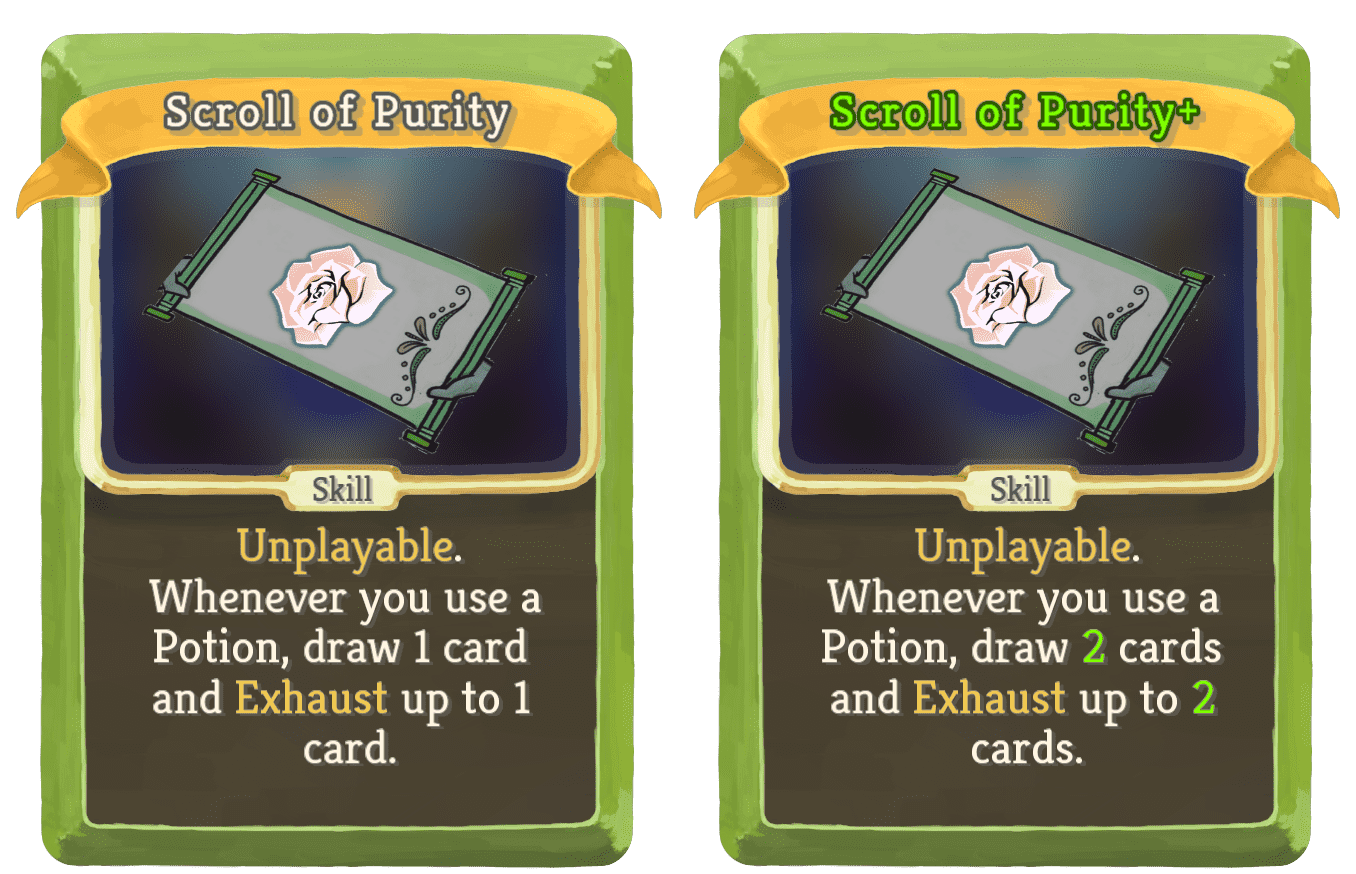 Scroll of Purity
Skill
Unplayable.
Whenever you use a
Potion, draw 1 card
and Exhaust up to 1
card.
Scroll of Purity+
Skill
Unplayable.
Whenever you use a
Potion, draw 2 cards
and Exhaust up to 2
cards.